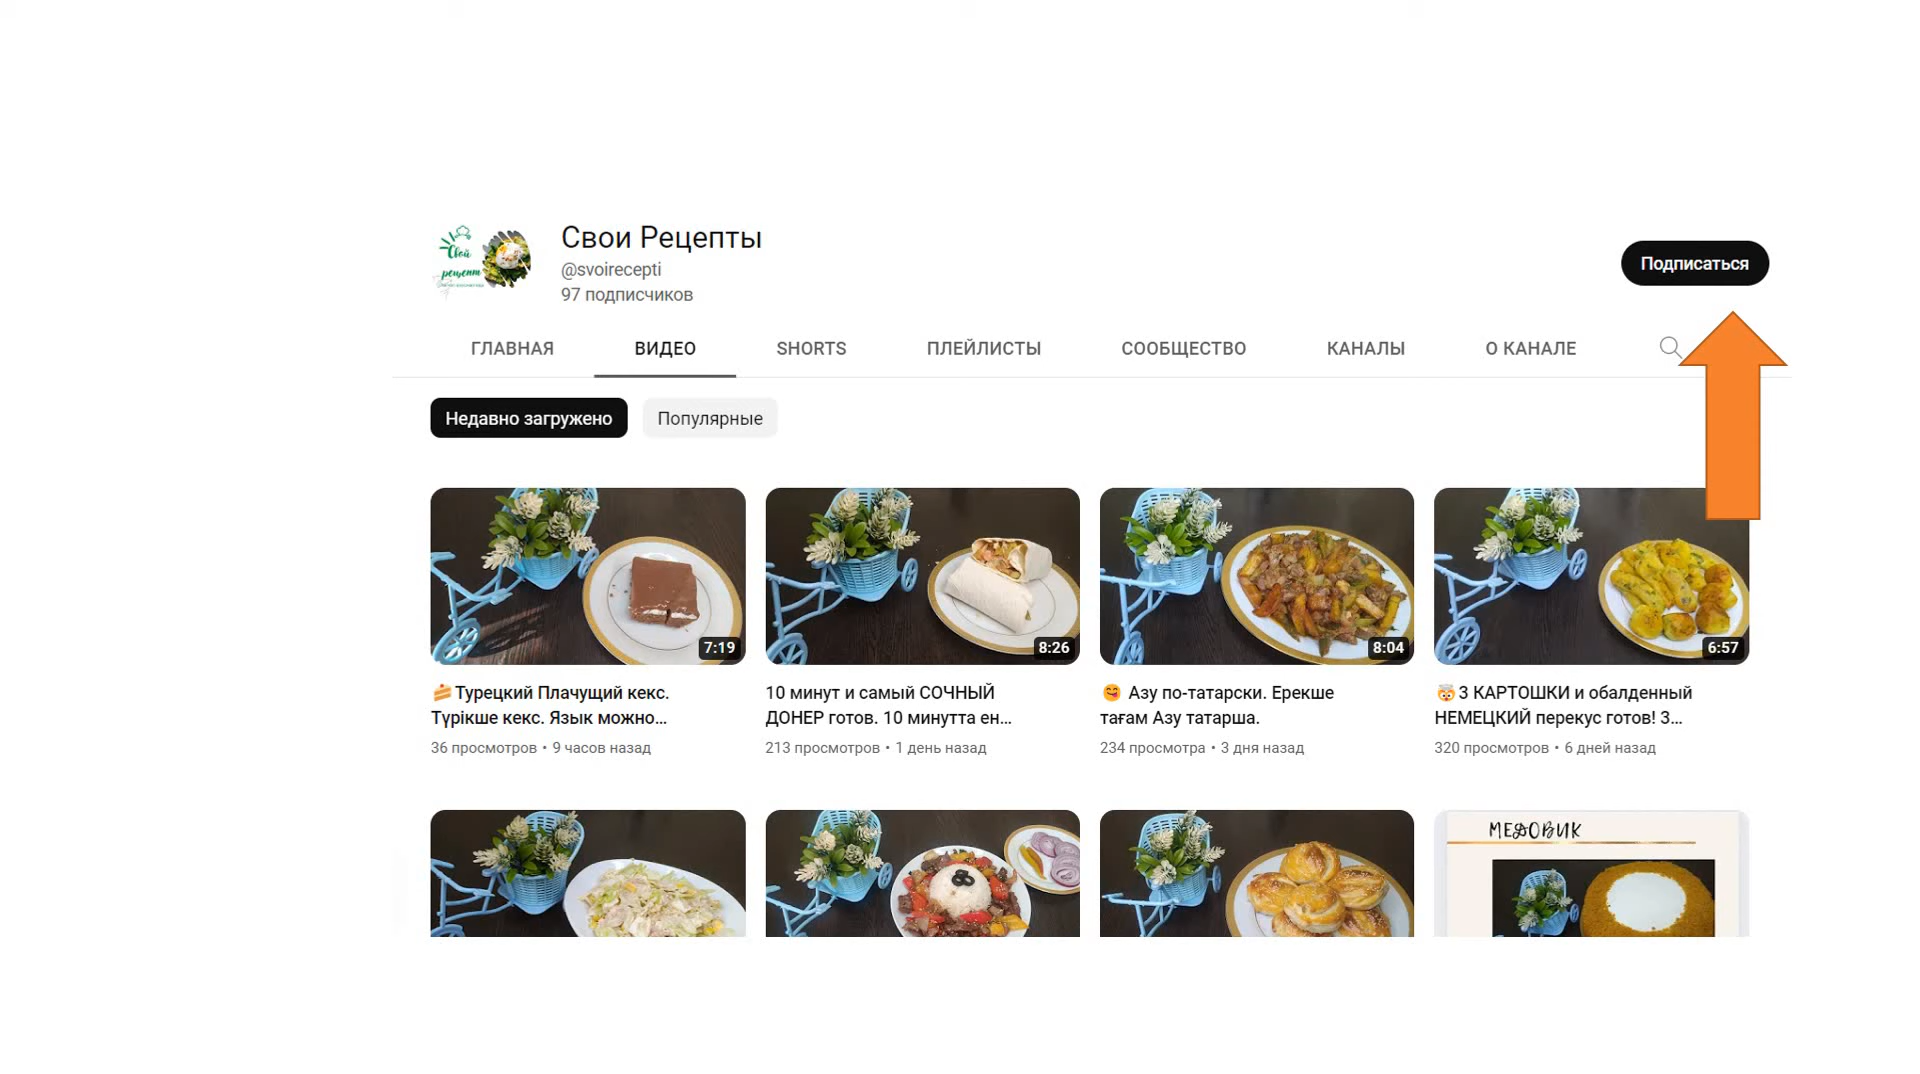 Свои Рецепты
@svoirecepti
97 подписчиков
Свой
рецепт
Подписаться
ГЛАВНАЯ
ВИДЕО
SHORTS
ПЛЕЙЛИСТЫ
СООБЩЕСТВО
КАНАЛЫ
О КАНАЛЕ
Недавно загружено
Популярные
7:19
8:26
8:04
6:57
🍰Турецкий Плачущий кекс.
Түрікше кекс. Язык можно...
36 просмотров • 9 часов назад
10 минут и самый СОЧНЫЙ
ДОНЕР готов. 10 минутта ен...
213 просмотров • 1 день назад
😋 Азу по-татарски. Ерекше
тағам Азу татарша.
234 просмотра • 3 дня назад
🤯3 КАРТОШКИ и обалденный
НЕМЕЦКИЙ перекус готов! 3...
320 просмотров • 6 дней назад
МЕДОВИК